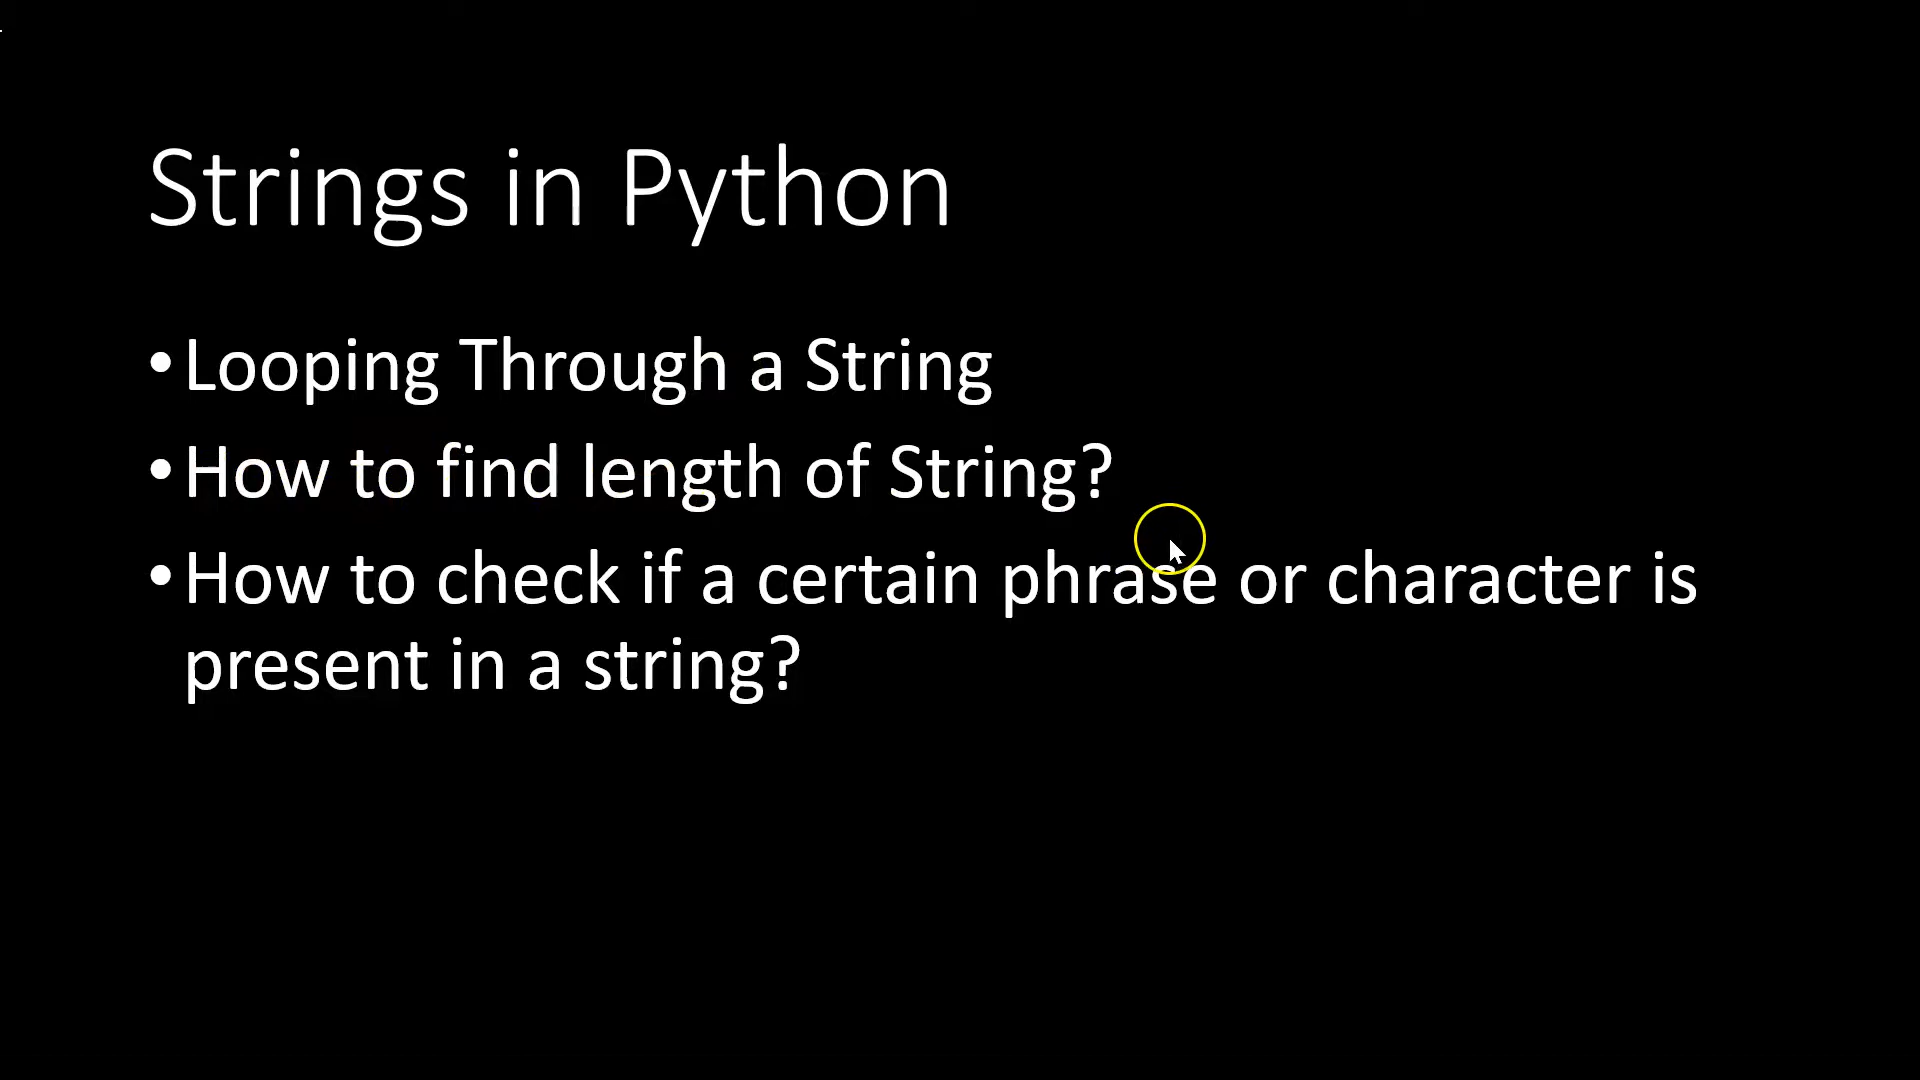 Strings in Python
•Looping Through a String
•How to find length of String?
•How to check if a certain phrase or character is
present in a string?